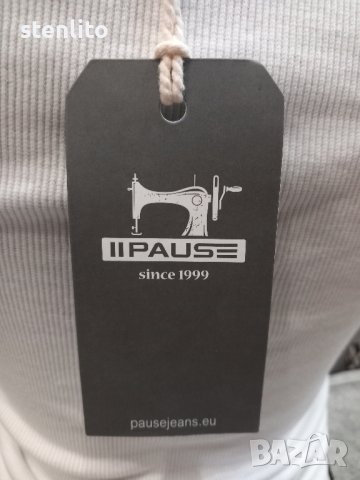 stenlito
IIPAUSE
since 1999
pausejeans.eu
BAZAR